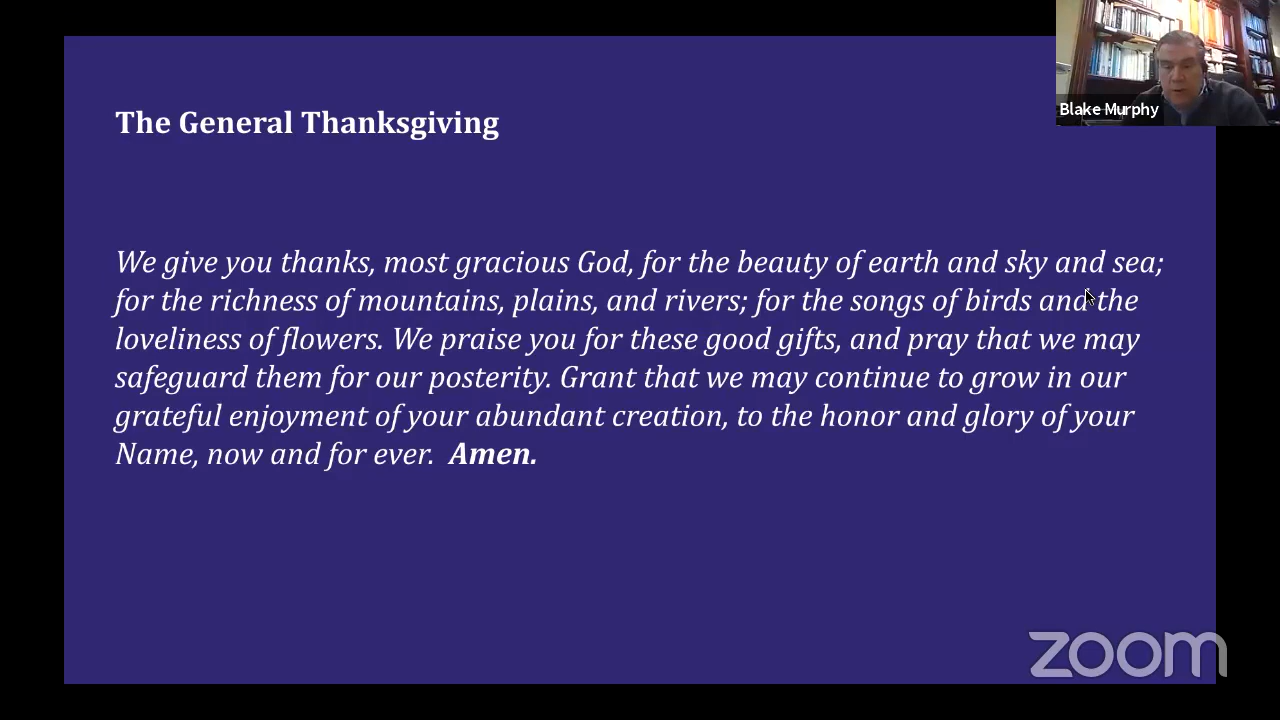 Blake Murphy
The General Thanksgiving
We give you thanks, most gracious God, for the beauty of earth and sky and sea;
for the richness of mountains, plains, and rivers; for the songs of birds and the
loveliness of flowers. We praise you for these good gifts, and pray that we may
safeguard them for our posterity. Grant that we may continue to grow in our
grateful enjoyment of your abundant creation, to the honor and glory of your
Name, now and for ever. Amen.
zoom